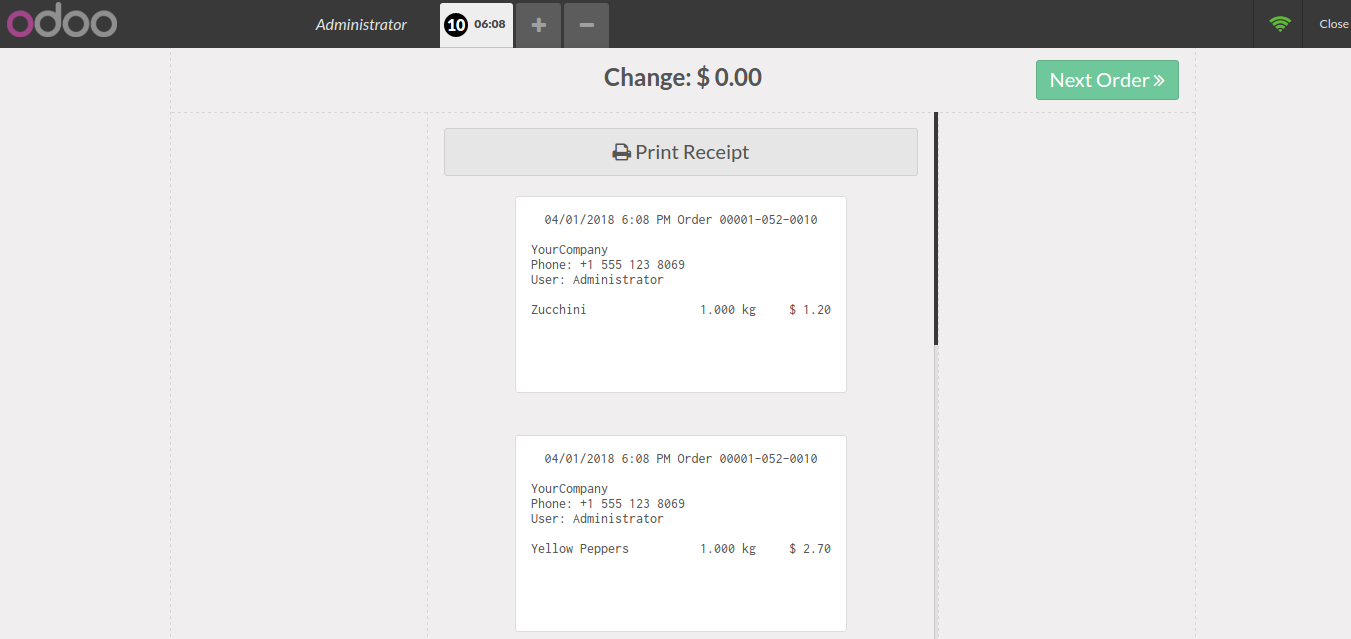 odoo Administrator 10 06:08 + − Close
Change: $ 0.00
Next Order »
Print Receipt
04/01/2018 6:08 PM Order 00001-052-0010
YourCompany
Phone: +1 555 123 8069
User: Administrator
Zucchini 1.000 kg $ 1.20
04/01/2018 6:08 PM Order 00001-052-0010
YourCompany
Phone: +1 555 123 8069
User: Administrator
Yellow Peppers 1.000 kg $ 2.70